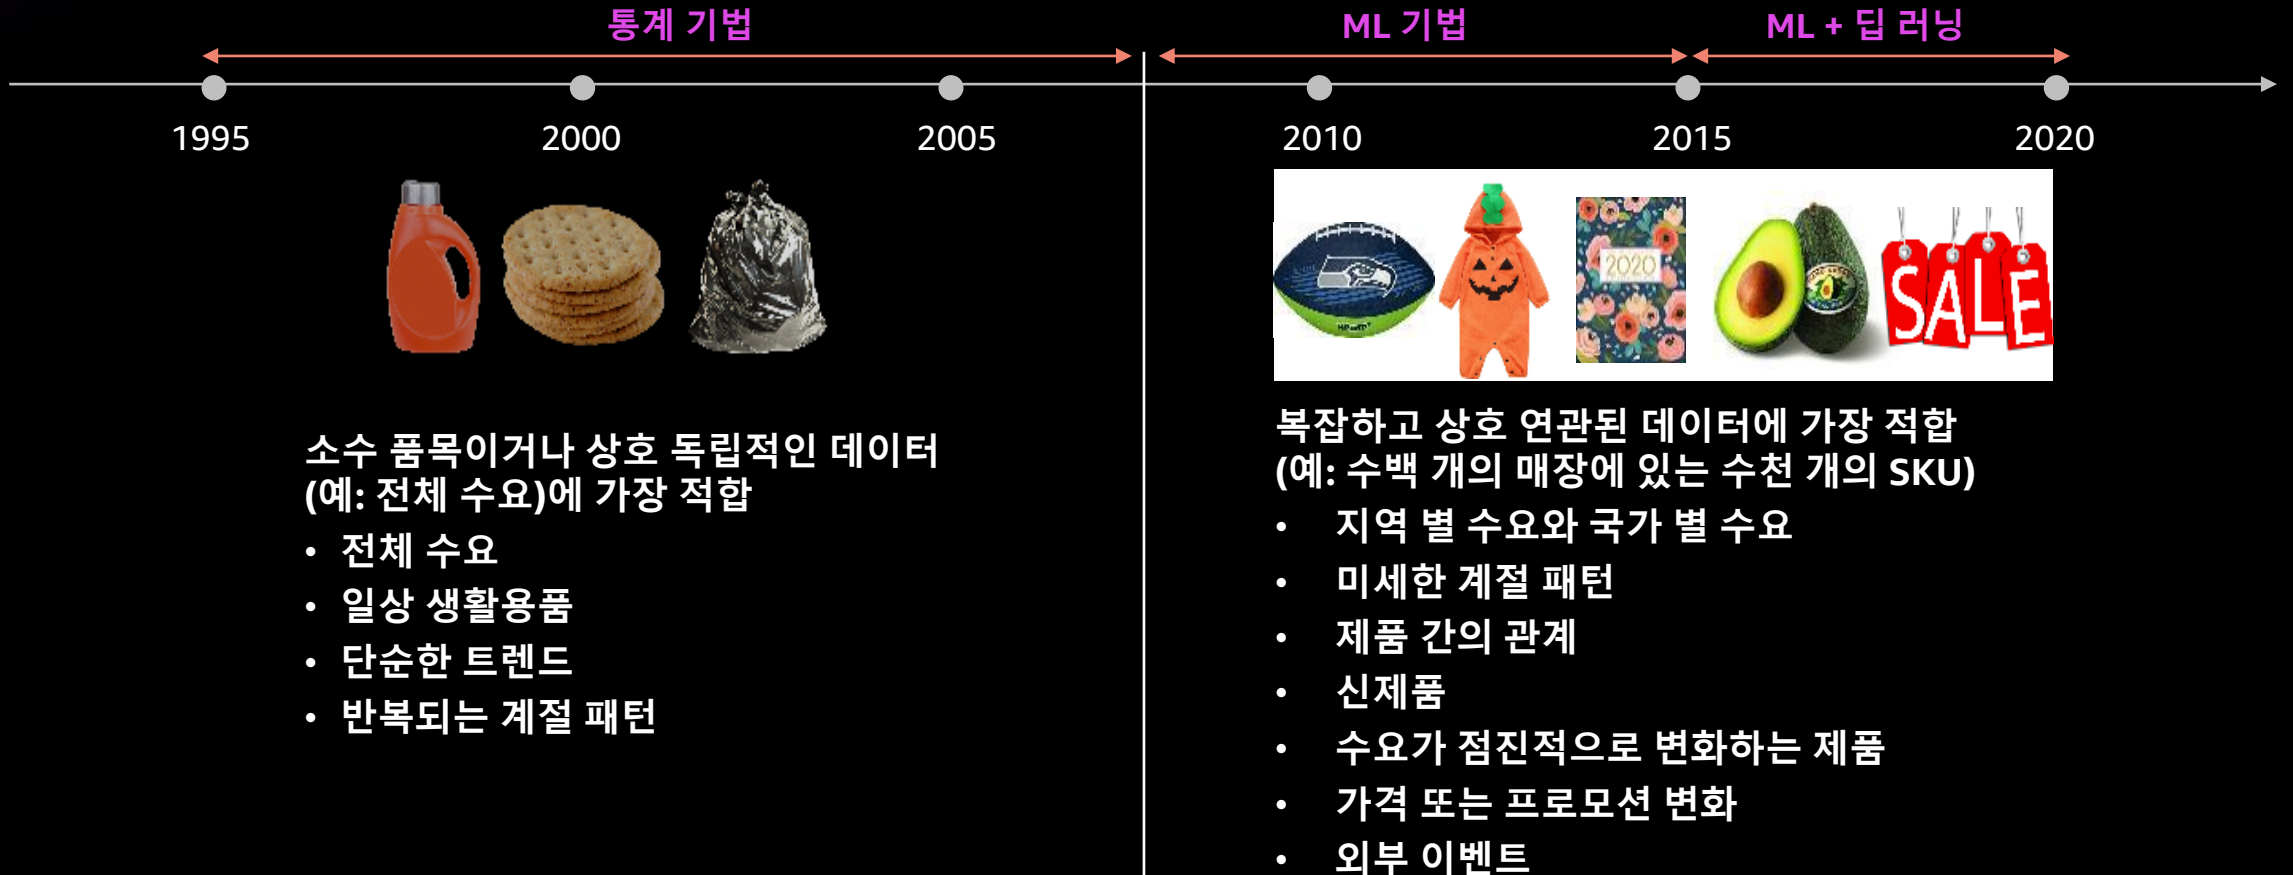 통계 기법
ML 기법
ML + 딥 러닝
1995
2000
2005
2010
2015
2020
2020
SALE
소수 품목이거나 상호 독립적인 데이터
(예: 전체 수요)에 가장 적합
• 전체 수요
• 일상 생활용품
• 단순한 트렌드
• 반복되는 계절 패턴
복잡하고 상호 연관된 데이터에 가장 적합
(예: 수백 개의 매장에 있는 수천 개의 SKU)
• 지역 별 수요와 국가 별 수요
• 미세한 계절 패턴
• 제품 간의 관계
• 신제품
• 수요가 점진적으로 변화하는 제품
• 가격 또는 프로모션 변화
• 외부 이벤트